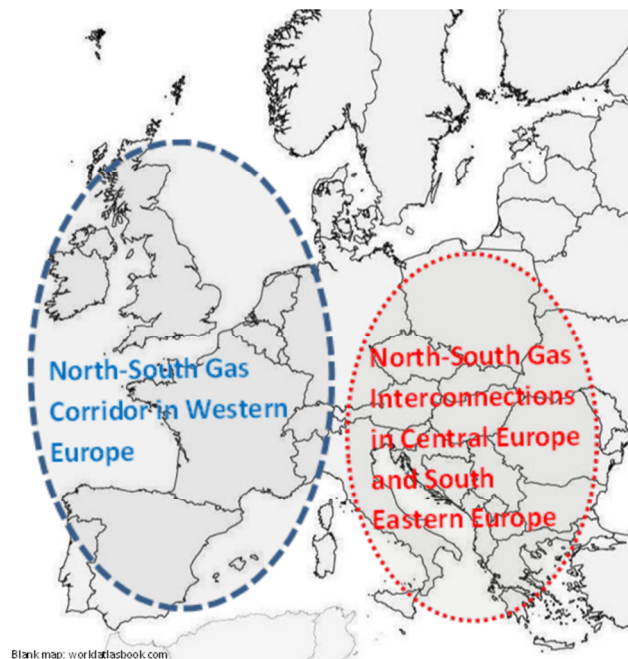 North-South Gas
Corridor in Western
Europe
North-South Gas
Interconnections
in Central Europe
and South
Eastern Europe
Blank map: worldatlasbook.com